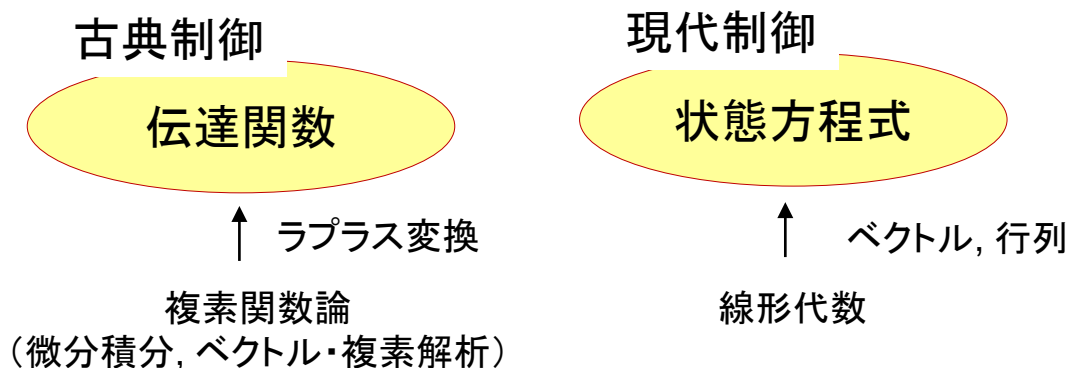 古典制御
伝達関数
ラプラス変換
複素関数論
（微分積分, ベクトル・複素解析）
現代制御
状態方程式
ベクトル, 行列
線形代数